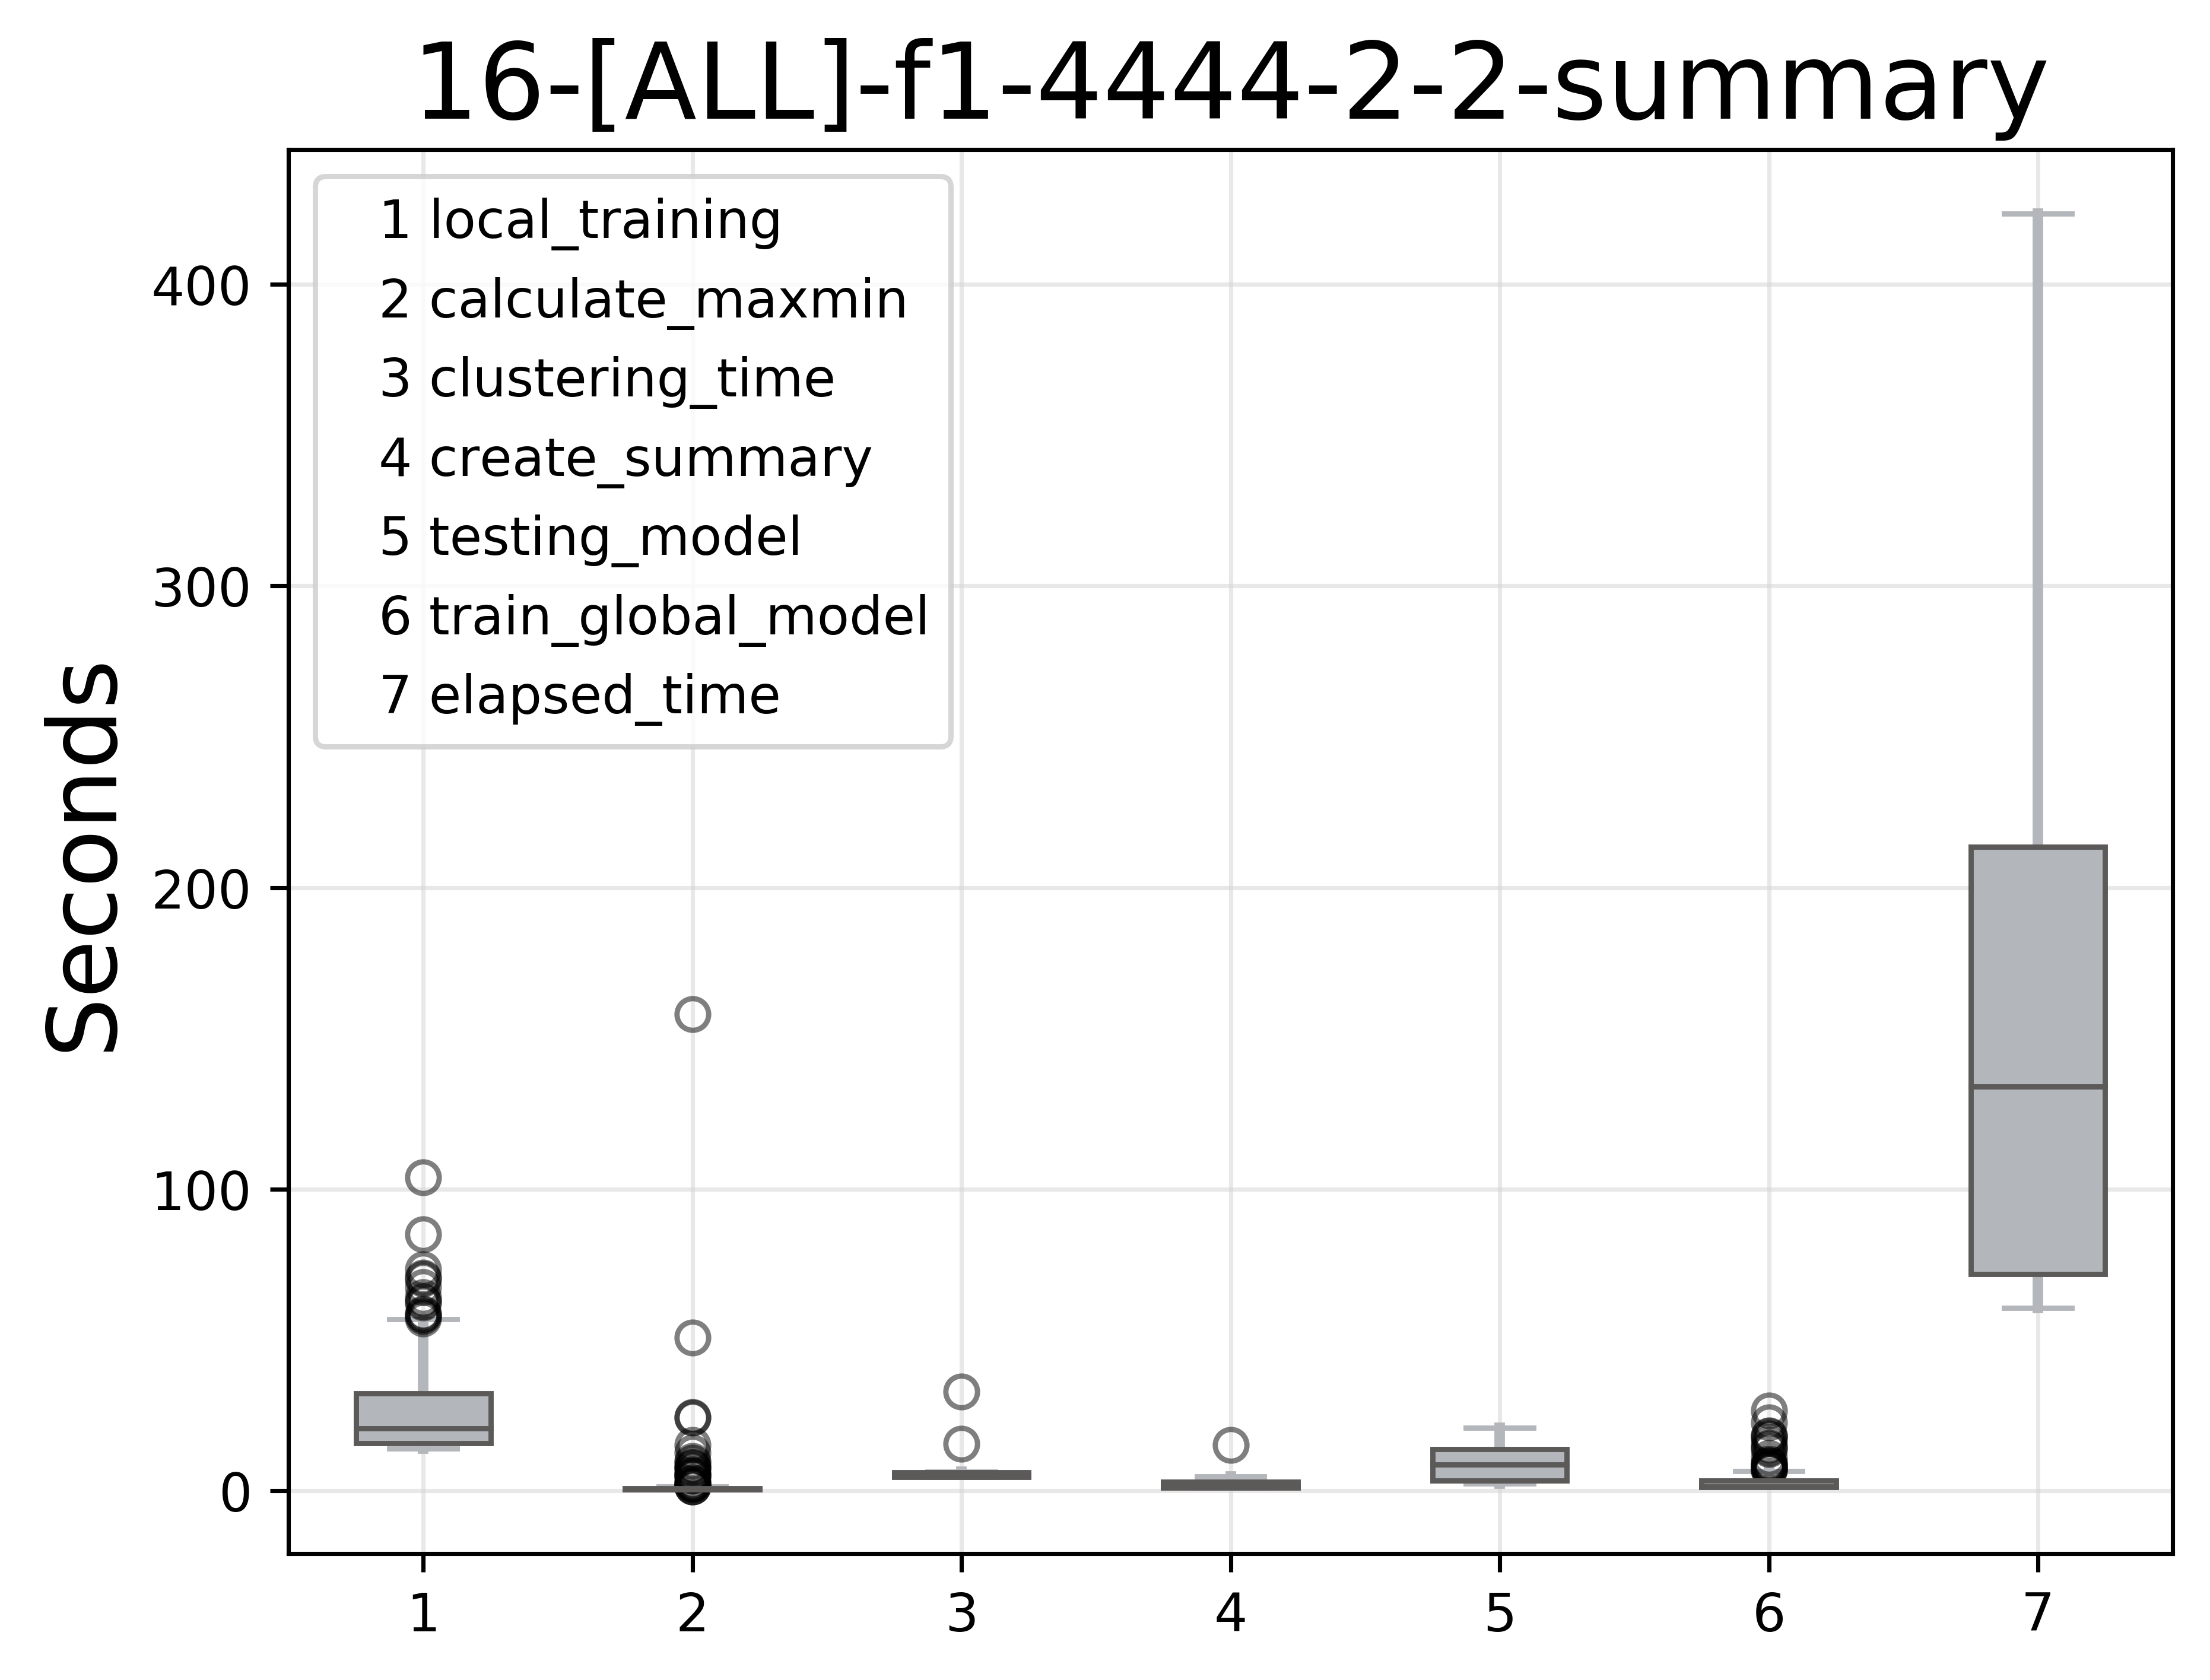 16-[ALL]-f1-4444-2-2-summary
1 local_training
2 calculate_maxmin
3 clustering_time
4 create_summary
5 testing_model
6 train_global_model
7 elapsed_time
Seconds
400
300
200
100
0
1 2 3 4 5 6 7